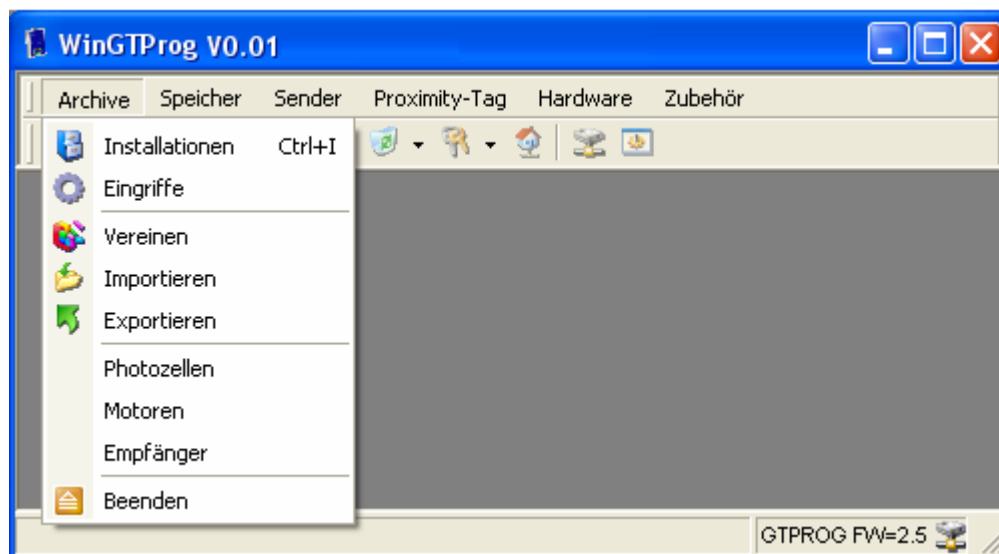 WinGTProg V0.01
Archive Speicher Sender Proximity-Tag Hardware Zubehör
Installationen Ctrl+I
Eingriffe
Vereinen
Importieren
Exportieren
Photozellen
Motoren
Empfänger
Beenden
GTPROG FW=2.5